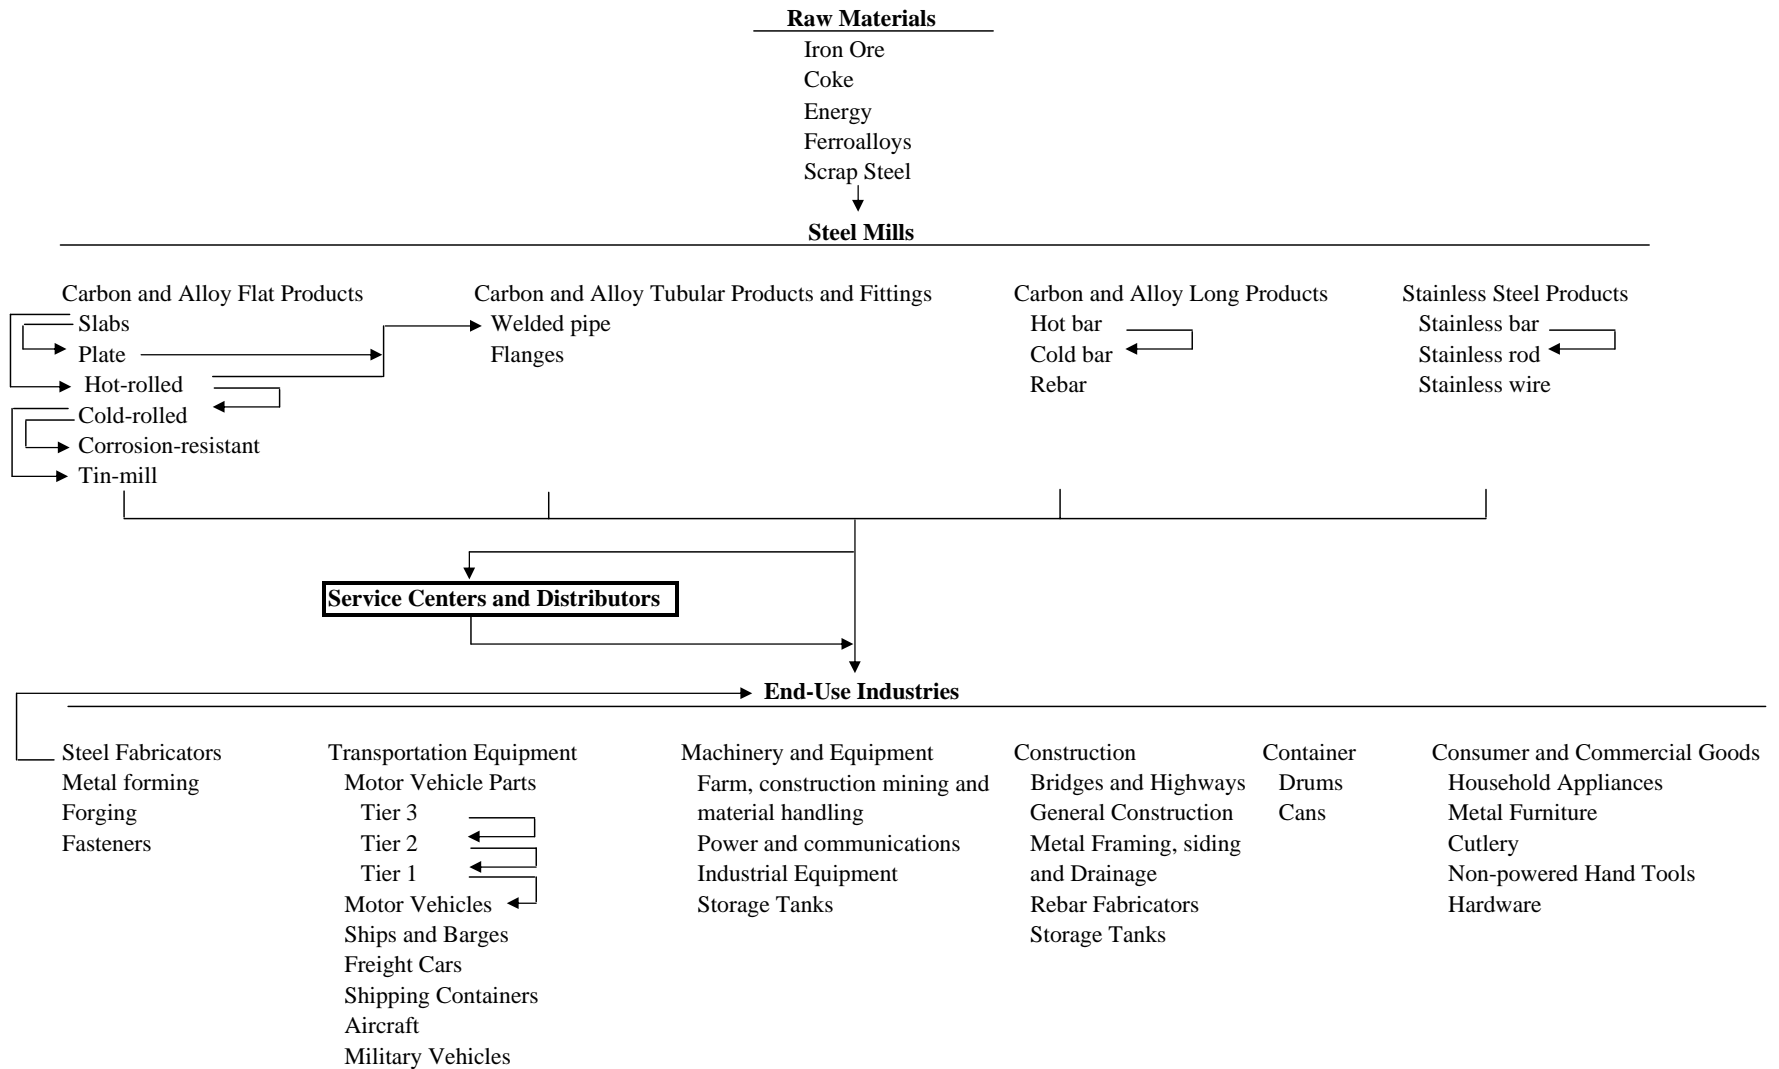 Raw Materials
Iron Ore
Coke
Energy
Ferroalloys
Scrap Steel
Steel Mills
Carbon and Alloy Flat Products
Slabs
Plate
Hot-rolled
Cold-rolled
Corrosion-resistant
Tin-mill
Carbon and Alloy Tubular Products and Fittings
Welded pipe
Flanges
Carbon and Alloy Long Products
Hot bar
Cold bar
Rebar
Stainless Steel Products
Stainless bar
Stainless rod
Stainless wire
Service Centers and Distributors
End-Use Industries
Steel Fabricators
Metal forming
Forging
Fasteners
Transportation Equipment
Motor Vehicle Parts
Tier 3
Tier 2
Tier 1
Motor Vehicles
Ships and Barges
Freight Cars
Shipping Containers
Aircraft
Military Vehicles
Machinery and Equipment
Farm, construction mining and
material handling
Power and communications
Industrial Equipment
Storage Tanks
Construction
Bridges and Highways
General Construction
Metal Framing, siding
and Drainage
Rebar Fabricators
Storage Tanks
Container
Drums
Cans
Consumer and Commercial Goods
Household Appliances
Metal Furniture
Cutlery
Non-powered Hand Tools
Hardware